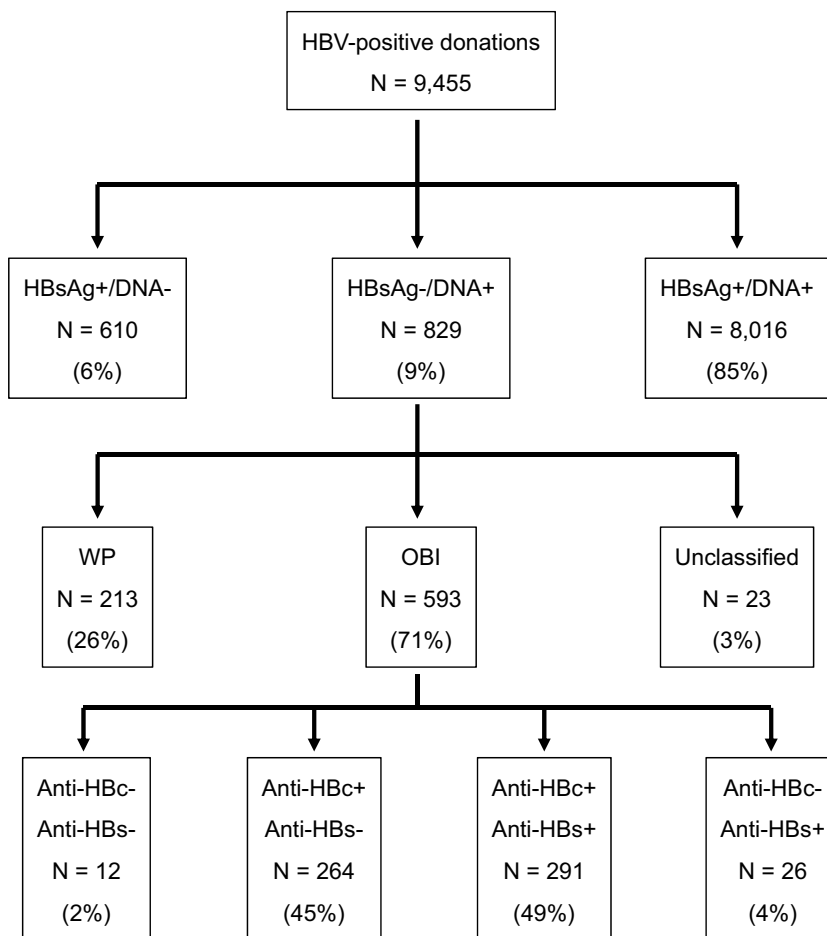 HBV-positive donations
N = 9,455
HBsAg+/DNA-
N = 610
(6%)
HBsAg-/DNA+
N = 829
(9%)
HBsAg+/DNA+
N = 8,016
(85%)
WP
N = 213
(26%)
OBI
N = 593
(71%)
Unclassified
N = 23
(3%)
Anti-HBc-
Anti-HBs-
N = 12
(2%)
Anti-HBc+
Anti-HBs-
N = 264
(45%)
Anti-HBc+
Anti-HBs+
N = 291
(49%)
Anti-HBc-
Anti-HBs+
N = 26
(4%)